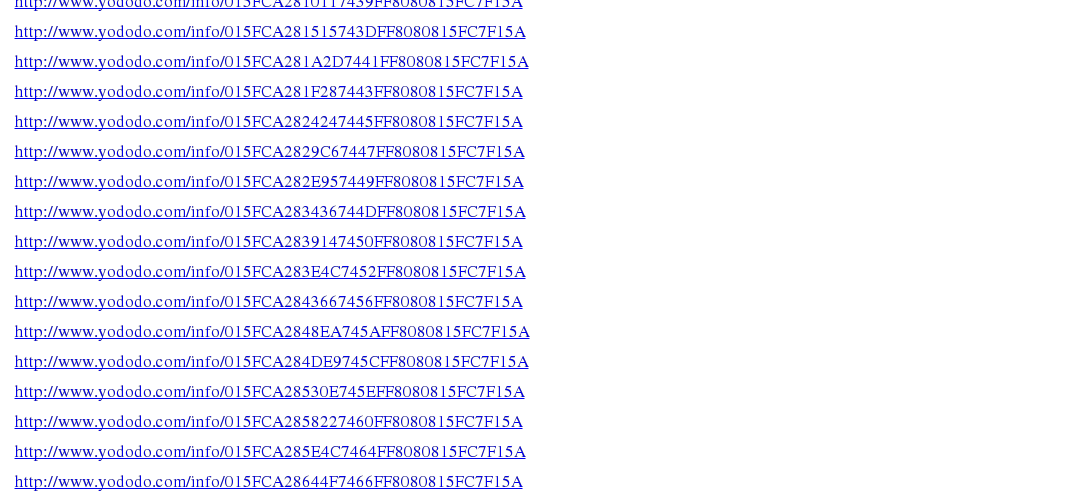 http://www.yododo.com/info/015FCA2810117439FF8080815FC7F15A
http://www.yododo.com/info/015FCA281515743DFF8080815FC7F15A
http://www.yododo.com/info/015FCA281A2D7441FF8080815FC7F15A
http://www.yododo.com/info/015FCA281F287443FF8080815FC7F15A
http://www.yododo.com/info/015FCA2824247445FF8080815FC7F15A
http://www.yododo.com/info/015FCA2829C67447FF8080815FC7F15A
http://www.yododo.com/info/015FCA282E957449FF8080815FC7F15A
http://www.yododo.com/info/015FCA283436744DFF8080815FC7F15A
http://www.yododo.com/info/015FCA2839147450FF8080815FC7F15A
http://www.yododo.com/info/015FCA283E4C7452FF8080815FC7F15A
http://www.yododo.com/info/015FCA2843667456FF8080815FC7F15A
http://www.yododo.com/info/015FCA2848EA745AFF8080815FC7F15A
http://www.yododo.com/info/015FCA284DE9745CFF8080815FC7F15A
http://www.yododo.com/info/015FCA28530E745EFF8080815FC7F15A
http://www.yododo.com/info/015FCA2858227460FF8080815FC7F15A
http://www.yododo.com/info/015FCA285E4C7464FF8080815FC7F15A
http://www.yododo.com/info/015FCA28644F7466FF8080815FC7F15A